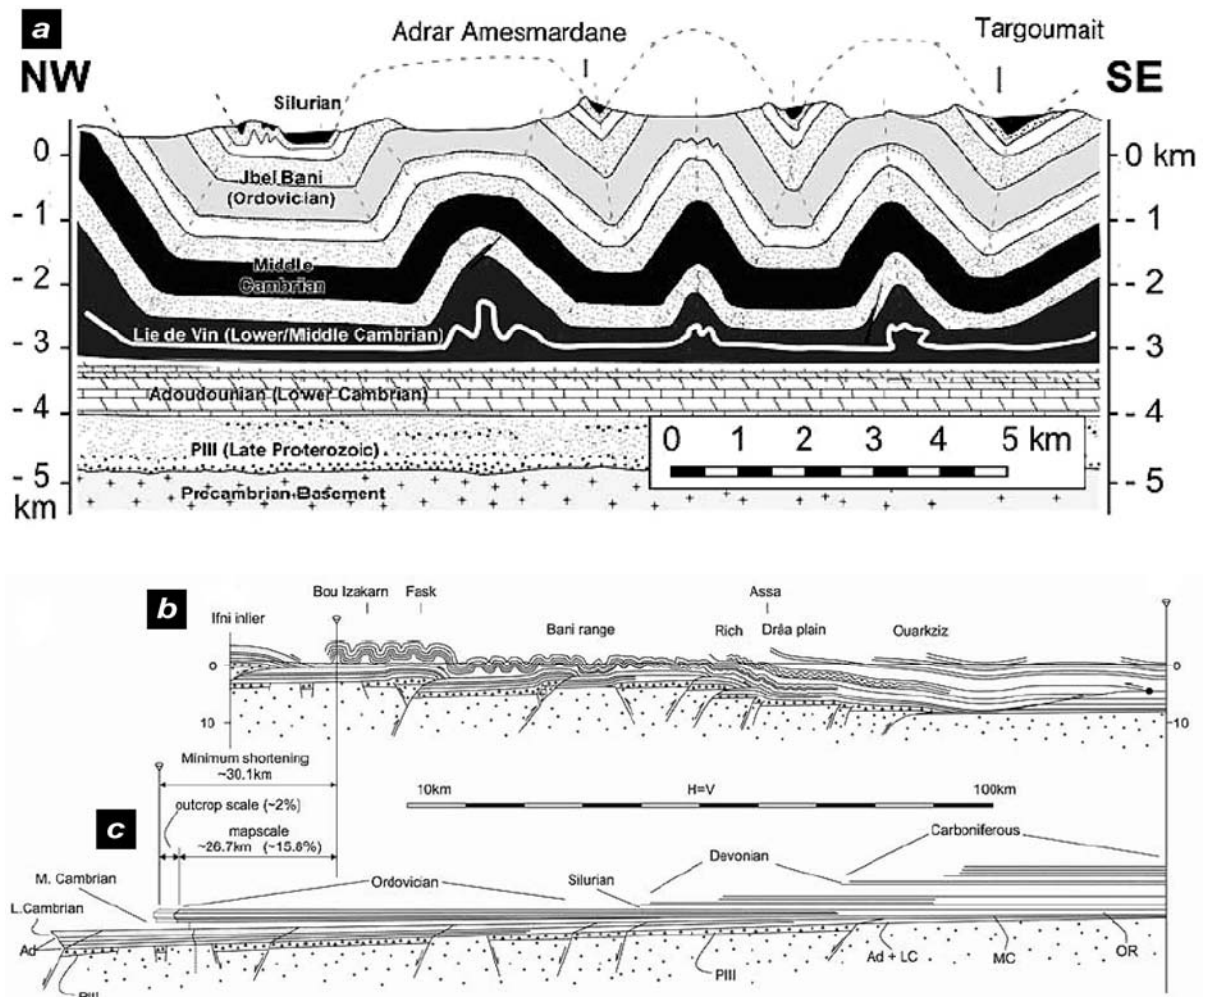 a
NW
Adrar Amesmardane
Targoumait
SE
Silurian
0
0 km
Jbel Bani
(Ordovician)
- 1
- - 1
Middle
Cambrian
- 2
- - 2
Lie de Vin (Lower/Middle Cambrian)
- 3
- - 3
Adoudounian (Lower Cambrian)
- 4
- - 4
0 1 2 3 4 5 km
PIII (Late Proterozoic)
- 5
- - 5
km
Precambrian Basement
b
Bou Izakarn
Fask
Assa
Ifni inlier
Bani range
Rich
Drâa plain
Ouarkziz
0
0
10
10
Minimum shortening
~30.1km
10km
H=V
100km
outcrop scale (~2%)
c
mapscale
~26.7km (~15.8%)
Carboniferous
Devonian
M. Cambrian
Ordovician
Silurian
L.Cambrian
Ad
Ad + LC
MC
OR
PIII
PIII